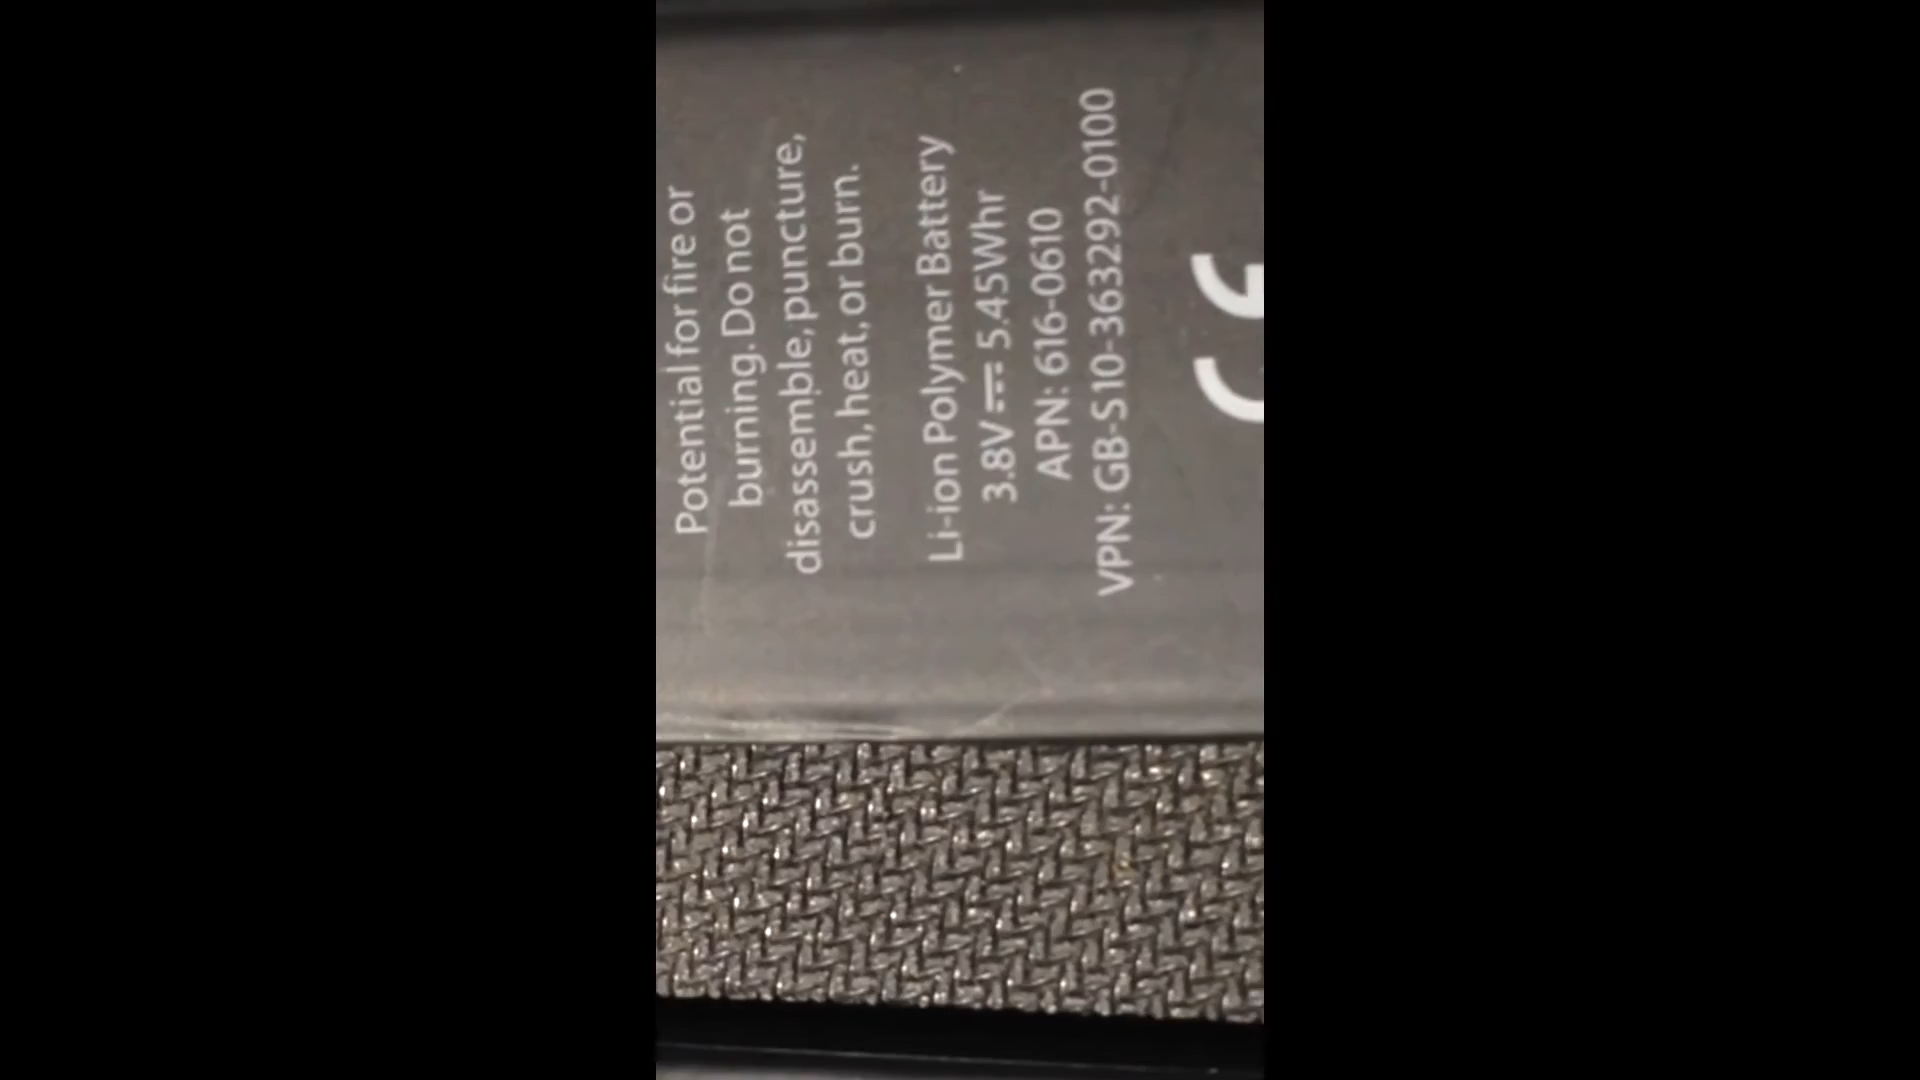 Potential for fire or
burning. Do not
disassemble, puncture,
crush, heat, or burn.
Li-ion Polymer Battery
3.8V⎓5.45Whr
APN: 616-0610
VPN: GB-S10-363292-0100
CE